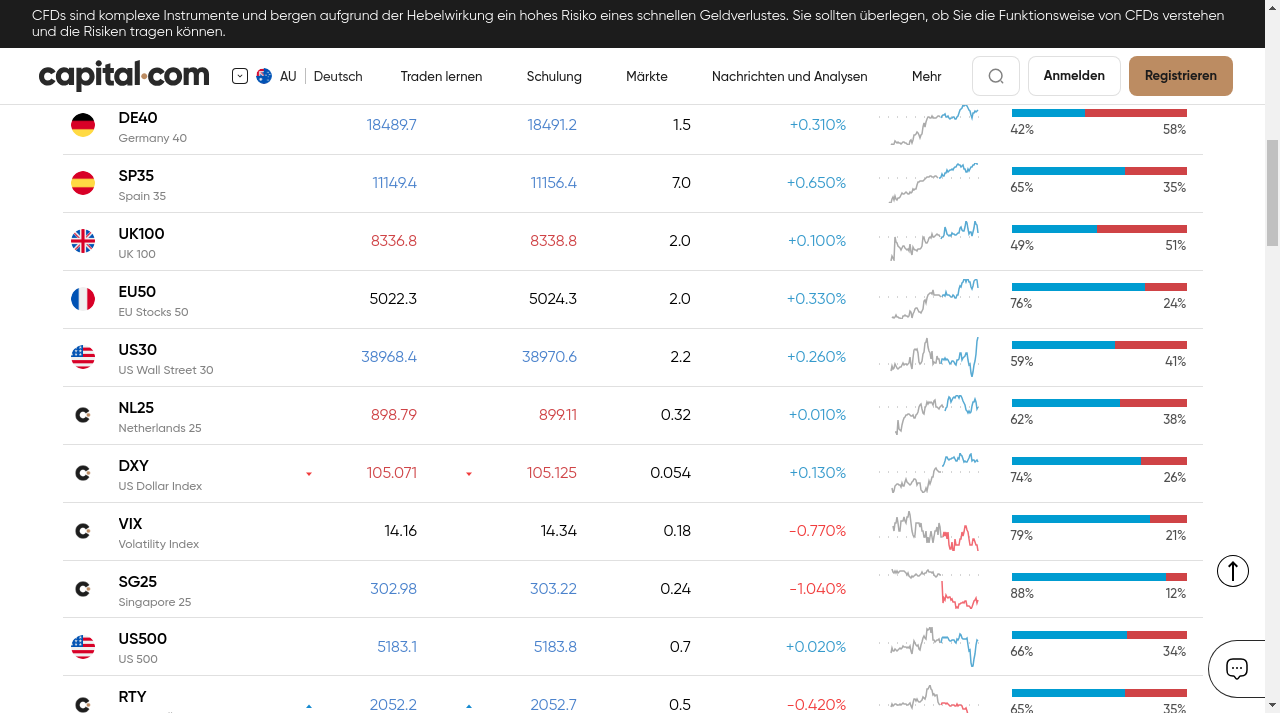 CFDs sind komplexe Instrumente und bergen aufgrund der Hebelwirkung ein hohes Risiko eines schnellen Geldverlustes. Sie sollten überlegen, ob Sie die Funktionsweise von CFDs verstehen
und die Risiken tragen können.
capital.com AU Deutsch Traden lernen Schulung Märkte Nachrichten und Analysen Mehr Anmelden Registrieren
DE40 18489.7 18491.2 1.5 +0.310%
Germany 40 42% 58%
SP35 11149.4 11156.4 7.0 +0.650%
Spain 35 65% 35%
UK100 8336.8 8338.8 2.0 +0.100%
UK 100 49% 51%
EU50 5022.3 5024.3 2.0 +0.330%
EU Stocks 50 76% 24%
US30 38968.4 38970.6 2.2 +0.260%
US Wall Street 30 59% 41%
NL25 898.79 899.11 0.32 +0.010%
Netherlands 25 62% 38%
DXY 105.071 105.125 0.054 +0.130%
US Dollar Index 74% 26%
VIX 14.16 14.34 0.18 -0.770%
Volatility Index 79% 21%
SG25 302.98 303.22 0.24 -1.040%
Singapore 25 88% 12%
US500 5183.1 5183.8 0.7 +0.020%
US 500 66% 34%
RTY 2052.2 2052.7 0.5 -0.420%
65% 35%